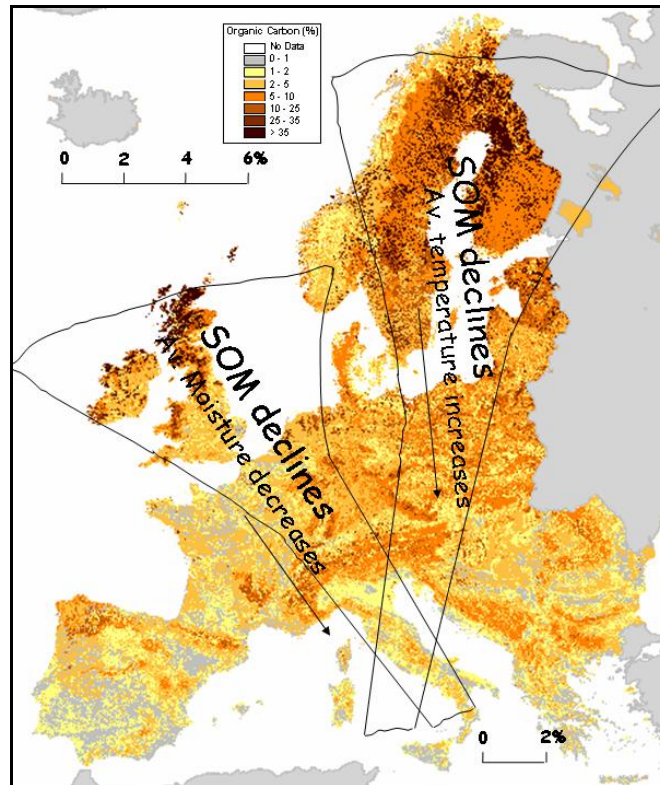 Organic Carbon (%)
No Data
0 - 1
1 - 2
2 - 5
5 - 10
10 - 25
25 - 35
> 35
0 2 4 6%
SOM declines
Av. temperature increases
SOM declines
Av Moisture decreases
0 2%